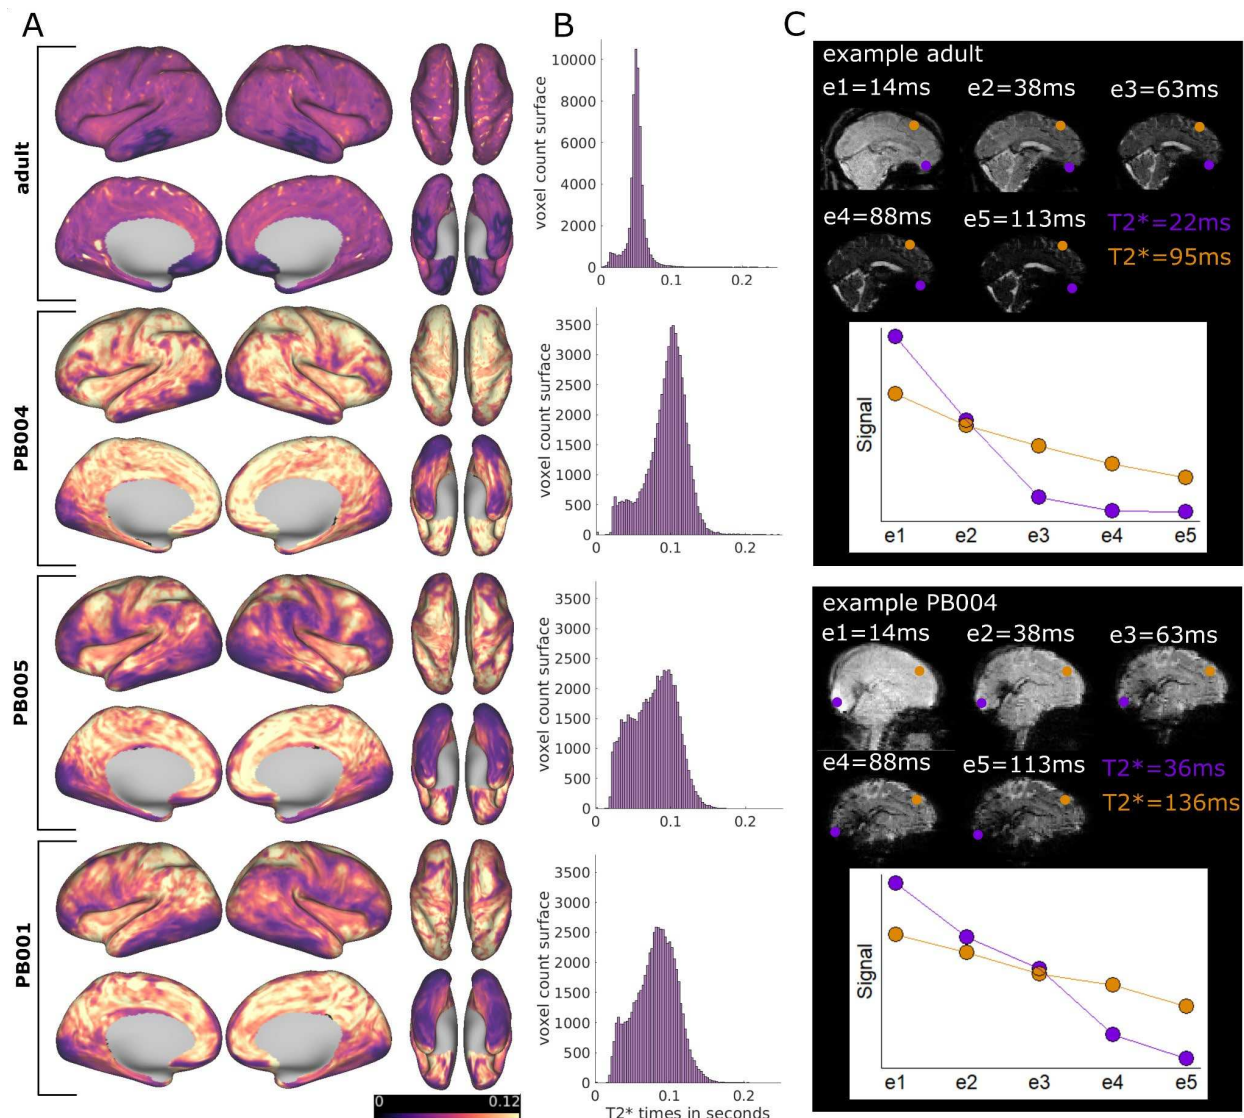 A
B
C
adult
PB004
PB005
PB001
0
0.12
voxel count surface
10000
8000
6000
4000
2000
0
0
0.1
0.2
voxel count surface
3500
3000
2500
2000
1500
1000
500
0
0
0.1
0.2
voxel count surface
3500
3000
2500
2000
1500
1000
500
0
0
0.1
0.2
voxel count surface
3500
3000
2500
2000
1500
1000
500
0
0
0.1
0.2
T2* times in seconds
example adult
e1=14ms
e2=38ms
e3=63ms
e4=88ms
e5=113ms
T2*=22ms
T2*=95ms
Signal
e1
e2
e3
e4
e5
example PB004
e1=14ms
e2=38ms
e3=63ms
e4=88ms
e5=113ms
T2*=36ms
T2*=136ms
Signal
e1
e2
e3
e4
e5